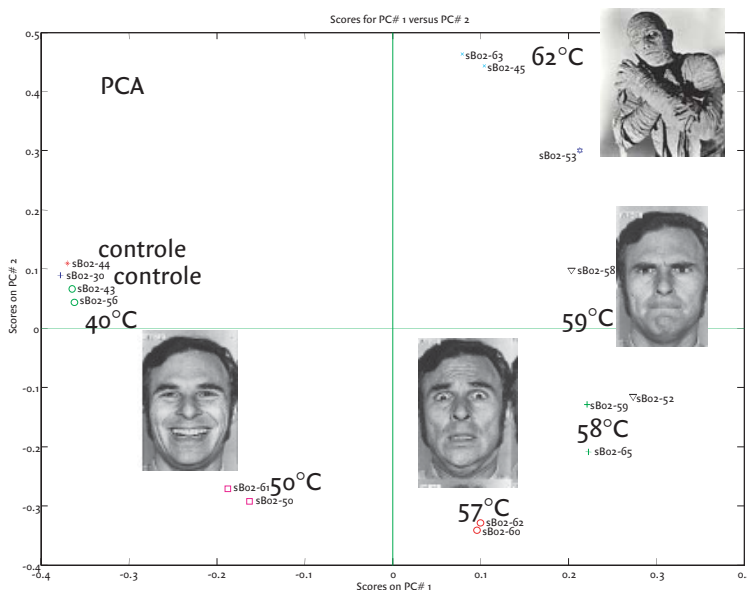 Scores for PC# 1 versus PC# 2
0.5
sB02-63
62°C
sB02-45
PCA
0.4
0.3
sB02-53
0.2
controle
sB02-44
0.1
sB02-30 controle
sB02-58
sB02-43
sB02-56
40°C
59°C
Scores on PC# 2
0
-0.1
sB02-52
sB02-59
58°C
-0.2
sB02-65
sB02-61
50°C
-0.3
sB02-50
57°C
sB02-62
sB02-60
-0.4
-0.4 -0.3 -0.2 -0.1 0 0.1 0.2 0.3 0.
Scores on PC# 1